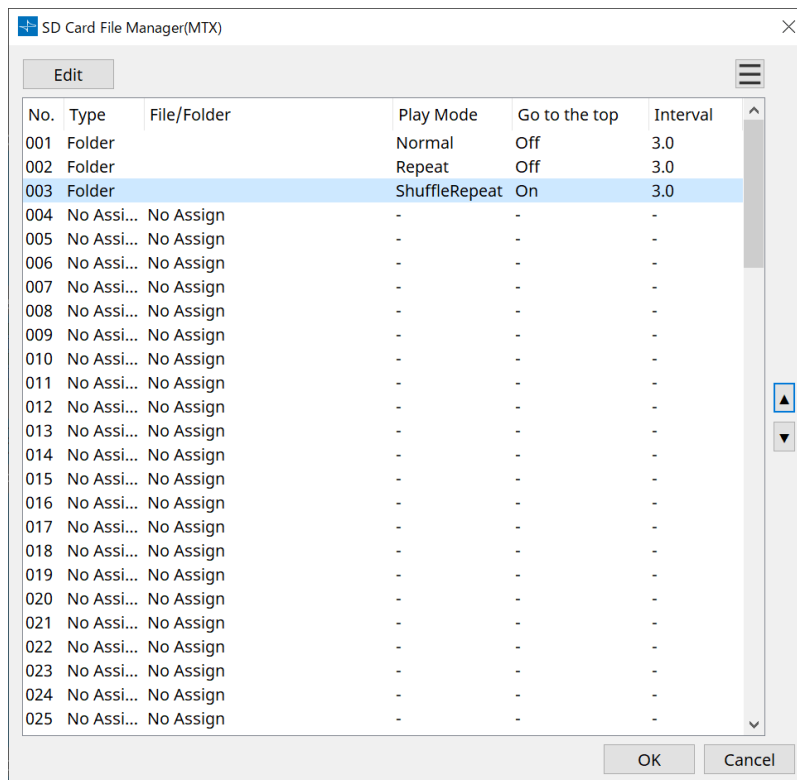 SD Card File Manager(MTX)
Edit
No. Type File/Folder Play Mode Go to the top Interval
001 Folder Normal Off 3.0
002 Folder Repeat Off 3.0
003 Folder ShuffleRepeat On 3.0
004 No Assi... No Assign - - -
005 No Assi... No Assign - - -
006 No Assi... No Assign - - -
007 No Assi... No Assign - - -
008 No Assi... No Assign - - -
009 No Assi... No Assign - - -
010 No Assi... No Assign - - -
011 No Assi... No Assign - - -
012 No Assi... No Assign - - -
013 No Assi... No Assign - - -
014 No Assi... No Assign - - -
015 No Assi... No Assign - - -
016 No Assi... No Assign - - -
017 No Assi... No Assign - - -
018 No Assi... No Assign - - -
019 No Assi... No Assign - - -
020 No Assi... No Assign - - -
021 No Assi... No Assign - - -
022 No Assi... No Assign - - -
023 No Assi... No Assign - - -
024 No Assi... No Assign - - -
025 No Assi... No Assign - - -
OK Cancel